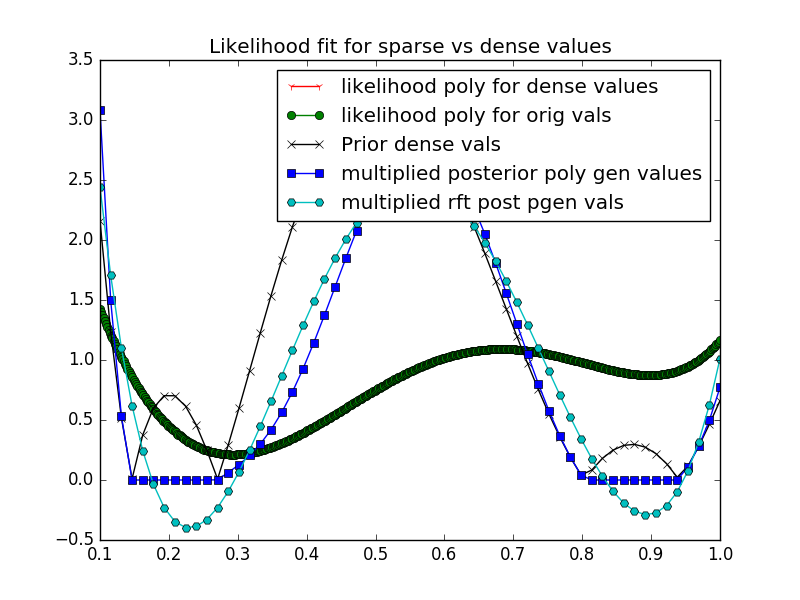 Likelihood fit for sparse vs dense values
likelihood poly for dense values
likelihood poly for orig vals
Prior dense vals
multiplied posterior poly gen values
multiplied rft post pgen vals
3.5
3.0
2.5
2.0
1.5
1.0
0.5
0.0
−0.5
0.1 0.2 0.3 0.4 0.5 0.6 0.7 0.8 0.9 1.0